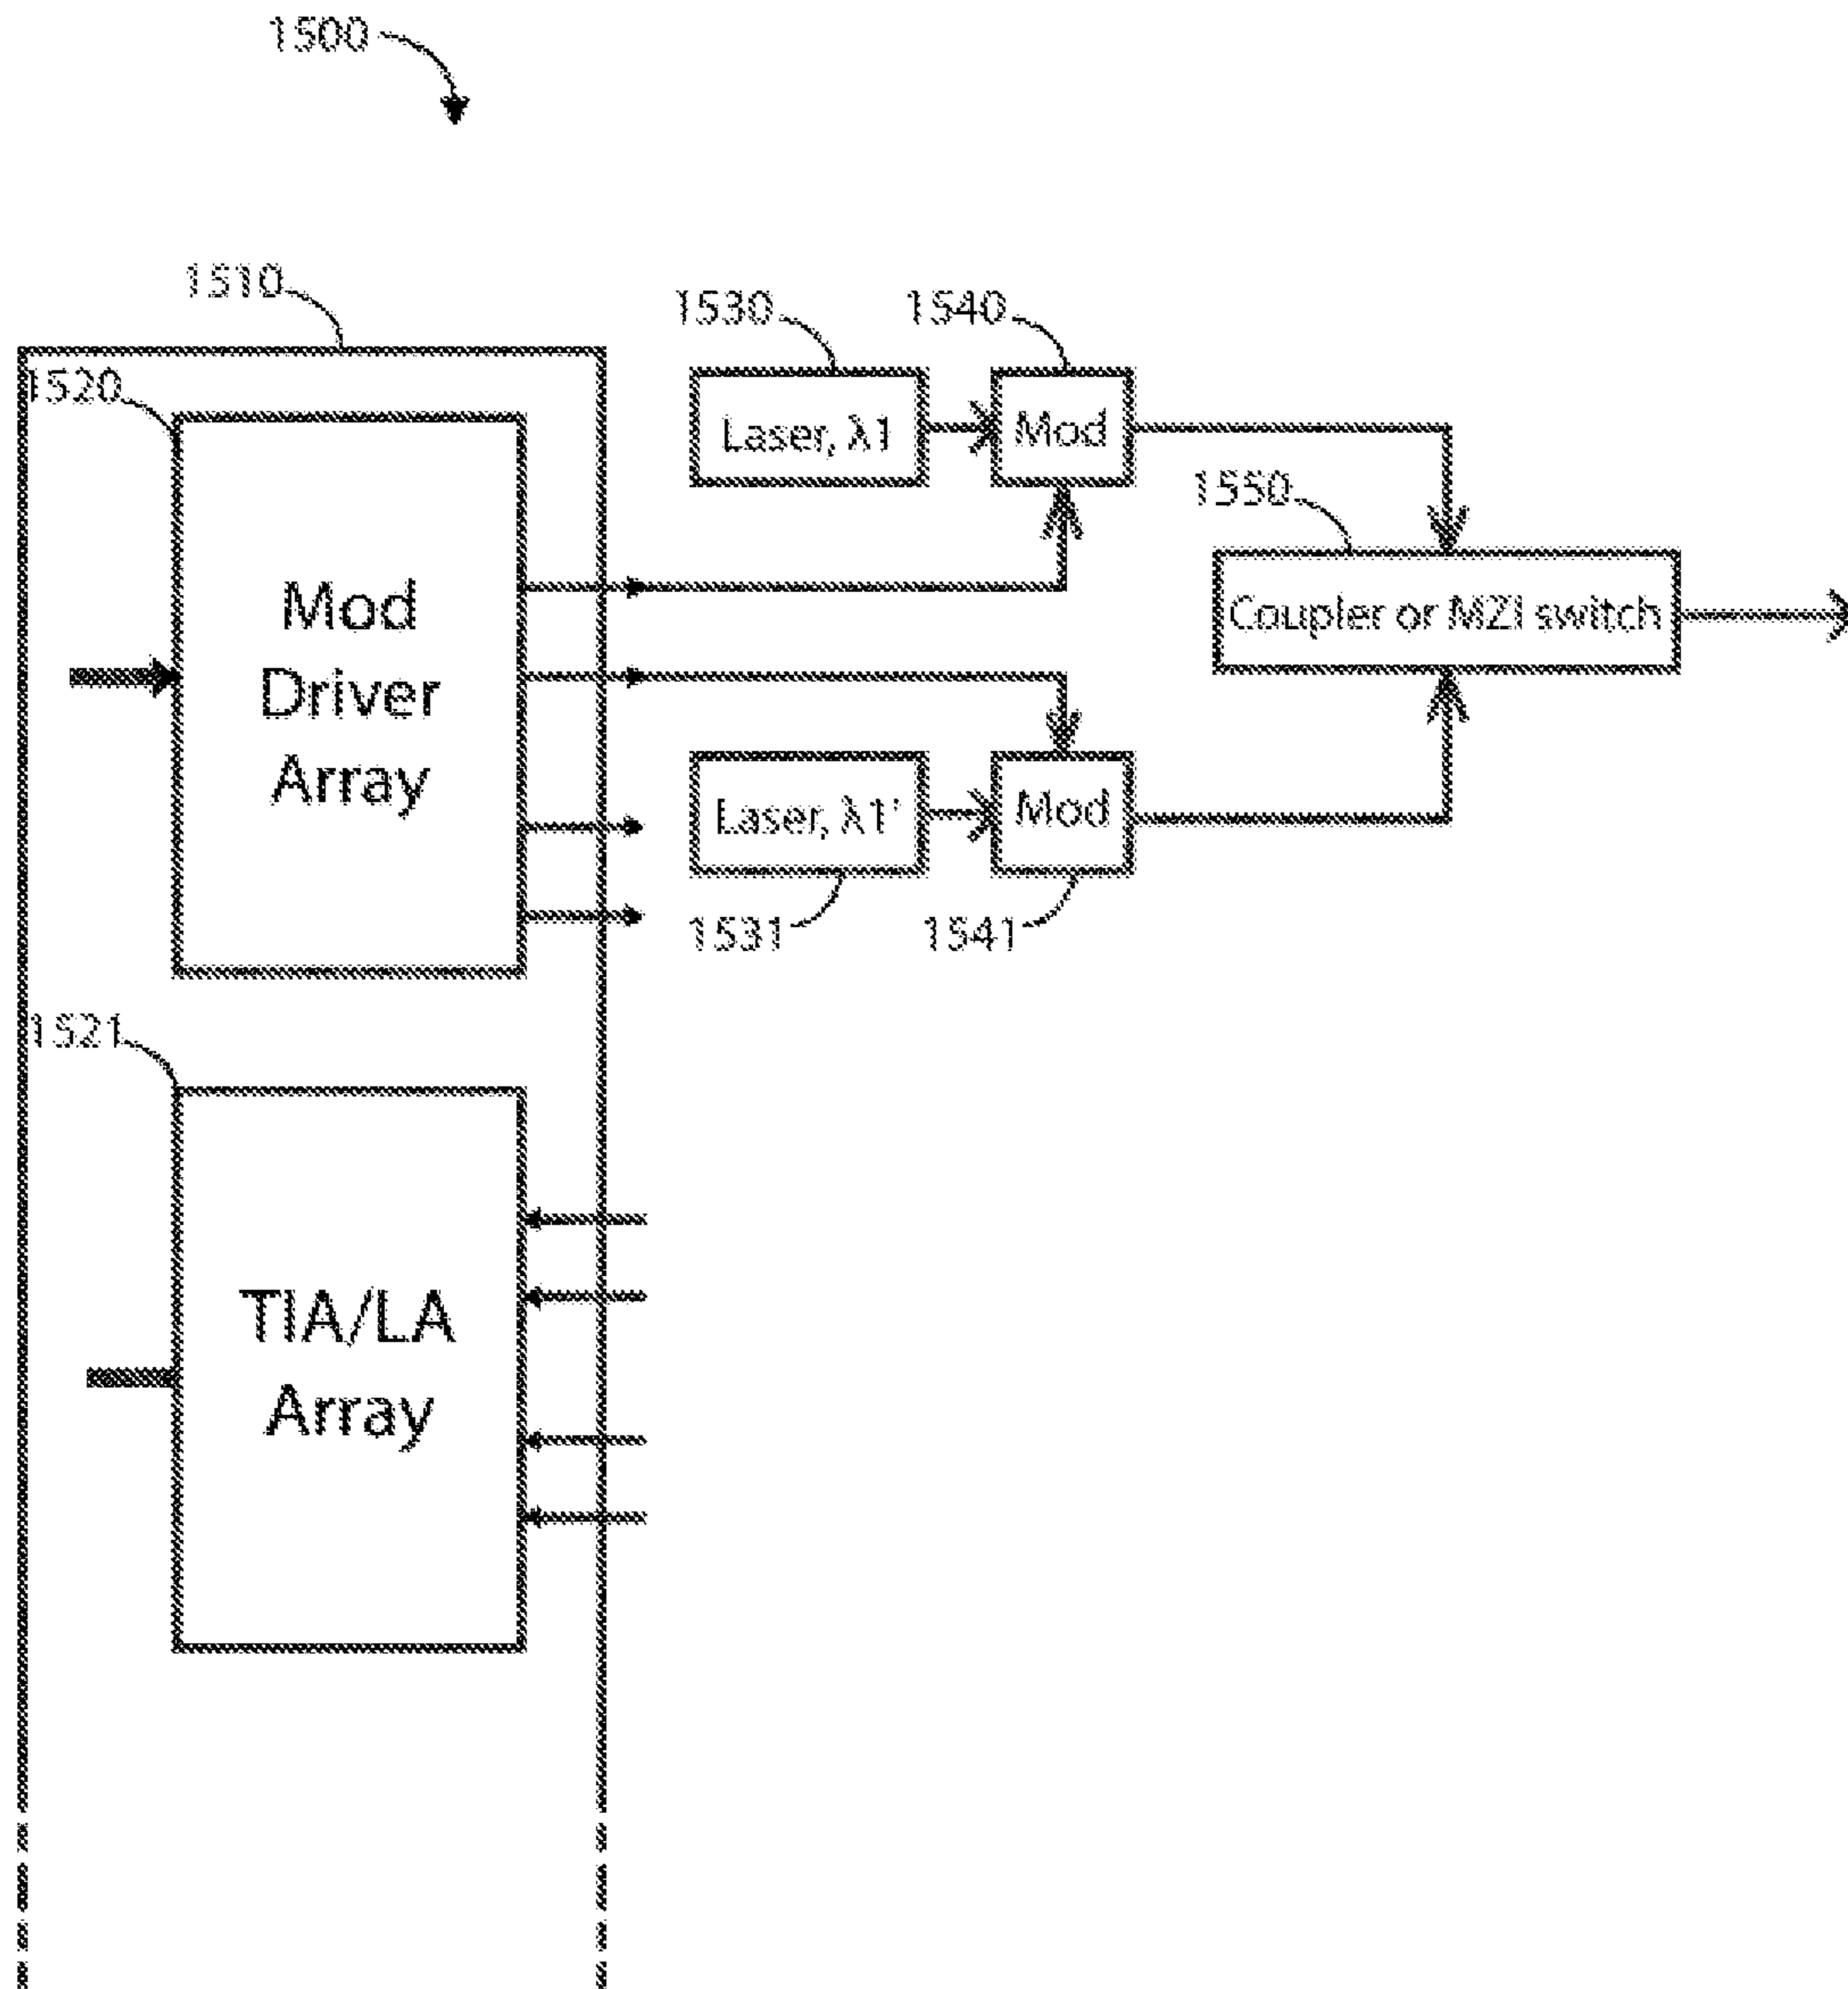 1500
1510
1530
1540
1520
Laser, λ1
Mod
1550
Mod
Driver
Array
Coupler or MZI switch
Laser, λ1'
Mod
1531
1541
1521
TIA/LA
Array